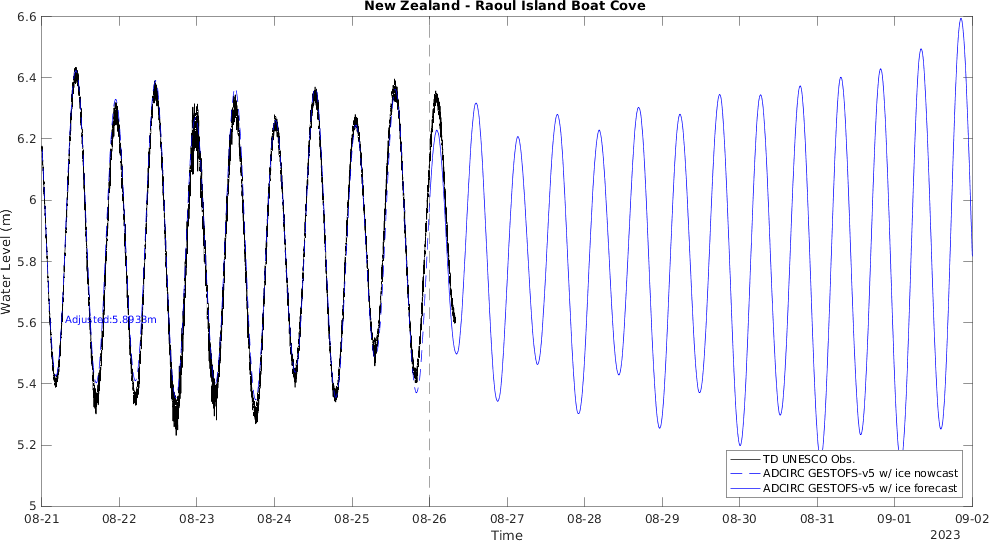 New Zealand - Raoul Island Boat Cove
Water Level (m)
6.6
6.4
6.2
6
5.8
5.6
5.4
5.2
5
Adjusted:5.8938m
TD UNESCO Obs.
ADCIRC GESTOFS-v5 w/ ice nowcast
ADCIRC GESTOFS-v5 w/ ice forecast
08-21 08-22 08-23 08-24 08-25 08-26 08-27 08-28 08-29 08-30 08-31 09-01 09-02
Time
2023